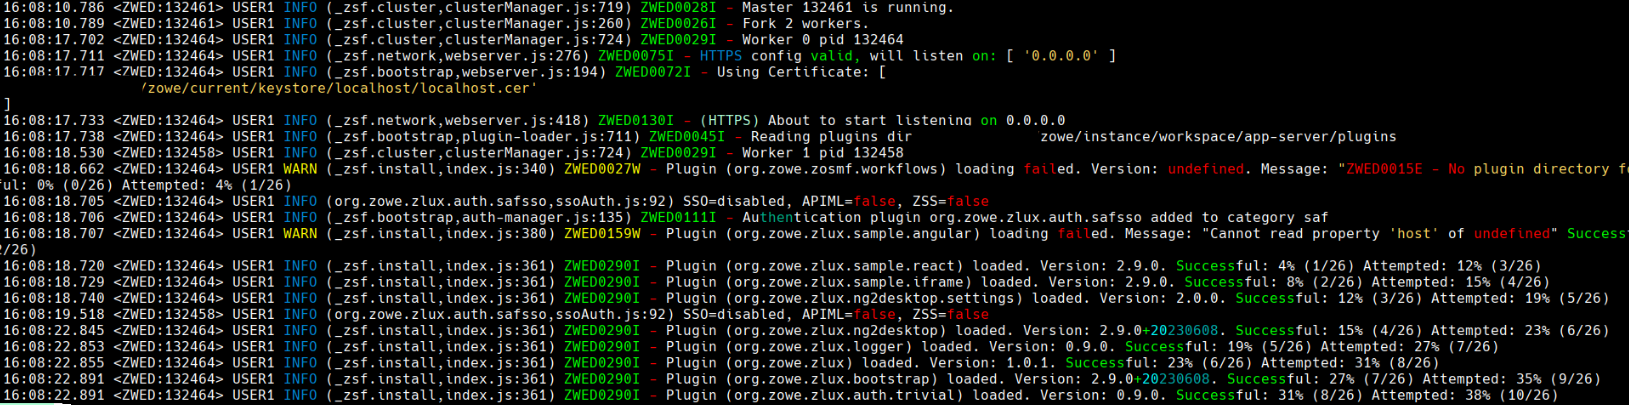 16:08:10.786 <ZWED:132461> USER1 INFO (_zsf.cluster,clusterManager.js:719) ZWED0028I - Master 132461 is running.
16:08:10.789 <ZWED:132461> USER1 INFO (_zsf.cluster,clusterManager.js:260) ZWED0026I - Fork 2 workers.
16:08:17.702 <ZWED:132464> USER1 INFO (_zsf.cluster,clusterManager.js:724) ZWED0029I - Worker 0 pid 132464
16:08:17.711 <ZWED:132464> USER1 INFO (_zsf.network,webserver.js:276) ZWED0075I - HTTPS config valid, will listen on: [ '0.0.0.0' ]
16:08:17.717 <ZWED:132464> USER1 INFO (_zsf.bootstrap,webserver.js:194) ZWED0072I - Using Certificate: [
/zowe/current/keystore/localhost/localhost.cer'
]
16:08:17.733 <ZWED:132464> USER1 INFO (_zsf.network,webserver.js:418) ZWED0130I - (HTTPS) About to start listening on 0.0.0.0
16:08:17.738 <ZWED:132464> USER1 INFO (_zsf.bootstrap,plugin-loader.js:711) ZWED0045I - Reading plugins dir zowe/instance/workspace/app-server/plugins
16:08:18.530 <ZWED:132458> USER1 INFO (_zsf.cluster,clusterManager.js:724) ZWED0029I - Worker 1 pid 132458
16:08:18.662 <ZWED:132464> USER1 WARN (_zsf.install,index.js:340) ZWED0027W - Plugin (org.zowe.zosmf.workflows) loading failed. Version: undefined. Message: "ZWED0015E - No plugin directory fo
ful: 0% (0/26) Attempted: 4% (1/26)
16:08:18.705 <ZWED:132464> USER1 INFO (org.zowe.zlux.auth.safsso,ssoAuth.js:92) SSO=disabled, APIML=false, ZSS=false
16:08:18.706 <ZWED:132464> USER1 INFO (_zsf.bootstrap,auth-manager.js:135) ZWED0111I - Authentication plugin org.zowe.zlux.auth.safsso added to category saf
16:08:18.707 <ZWED:132464> USER1 WARN (_zsf.install,index.js:380) ZWED0159W - Plugin (org.zowe.zlux.sample.angular) loading failed. Message: "Cannot read property 'host' of undefined" Success
2/26)
16:08:18.720 <ZWED:132464> USER1 INFO (_zsf.install,index.js:361) ZWED0290I - Plugin (org.zowe.zlux.sample.react) loaded. Version: 2.9.0. Successful: 4% (1/26) Attempted: 12% (3/26)
16:08:18.729 <ZWED:132464> USER1 INFO (_zsf.install,index.js:361) ZWED0290I - Plugin (org.zowe.zlux.sample.iframe) loaded. Version: 2.9.0. Successful: 8% (2/26) Attempted: 15% (4/26)
16:08:18.740 <ZWED:132464> USER1 INFO (_zsf.install,index.js:361) ZWED0290I - Plugin (org.zowe.zlux.ng2desktop.settings) loaded. Version: 2.0.0. Successful: 12% (3/26) Attempted: 19% (5/26)
16:08:19.518 <ZWED:132458> USER1 INFO (org.zowe.zlux.auth.safsso,ssoAuth.js:92) SSO=disabled, APIML=false, ZSS=false
16:08:22.845 <ZWED:132464> USER1 INFO (_zsf.install,index.js:361) ZWED0290I - Plugin (org.zowe.zlux.ng2desktop) loaded. Version: 2.9.0+20230608. Successful: 15% (4/26) Attempted: 23% (6/26)
16:08:22.853 <ZWED:132464> USER1 INFO (_zsf.install,index.js:361) ZWED0290I - Plugin (org.zowe.zlux.logger) loaded. Version: 0.9.0. Successful: 19% (5/26) Attempted: 27% (7/26)
16:08:22.855 <ZWED:132464> USER1 INFO (_zsf.install,index.js:361) ZWED0290I - Plugin (org.zowe.zlux) loaded. Version: 1.0.1. Successful: 23% (6/26) Attempted: 31% (8/26)
16:08:22.891 <ZWED:132464> USER1 INFO (_zsf.install,index.js:361) ZWED0290I - Plugin (org.zowe.zlux.bootstrap) loaded. Version: 2.9.0+20230608. Successful: 27% (7/26) Attempted: 35% (9/26)
16:08:22.891 <ZWED:132464> USER1 INFO (_zsf.install,index.js:361) ZWED0290I - Plugin (org.zowe.zlux.auth.trivial) loaded. Version: 0.9.0. Successful: 31% (8/26) Attempted: 38% (10/26)